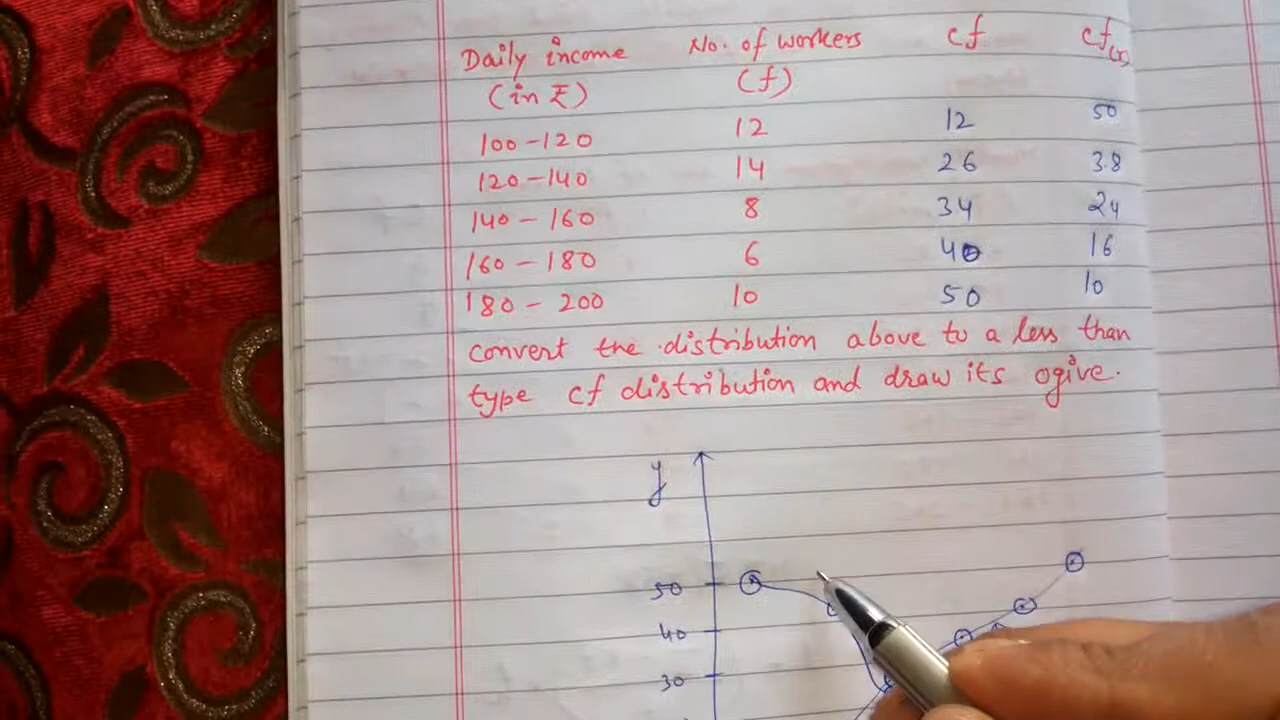 Daily income No. of workers cf cf(x)
(in ₹) (f)
100-120 12 12 50
120-140 14 26 38
140-160 8 34 24
160-180 6 40 16
180-200 10 50 10
convert the distribution above to a less than
type cf distribution and draw its ogive.
y
50
40
30